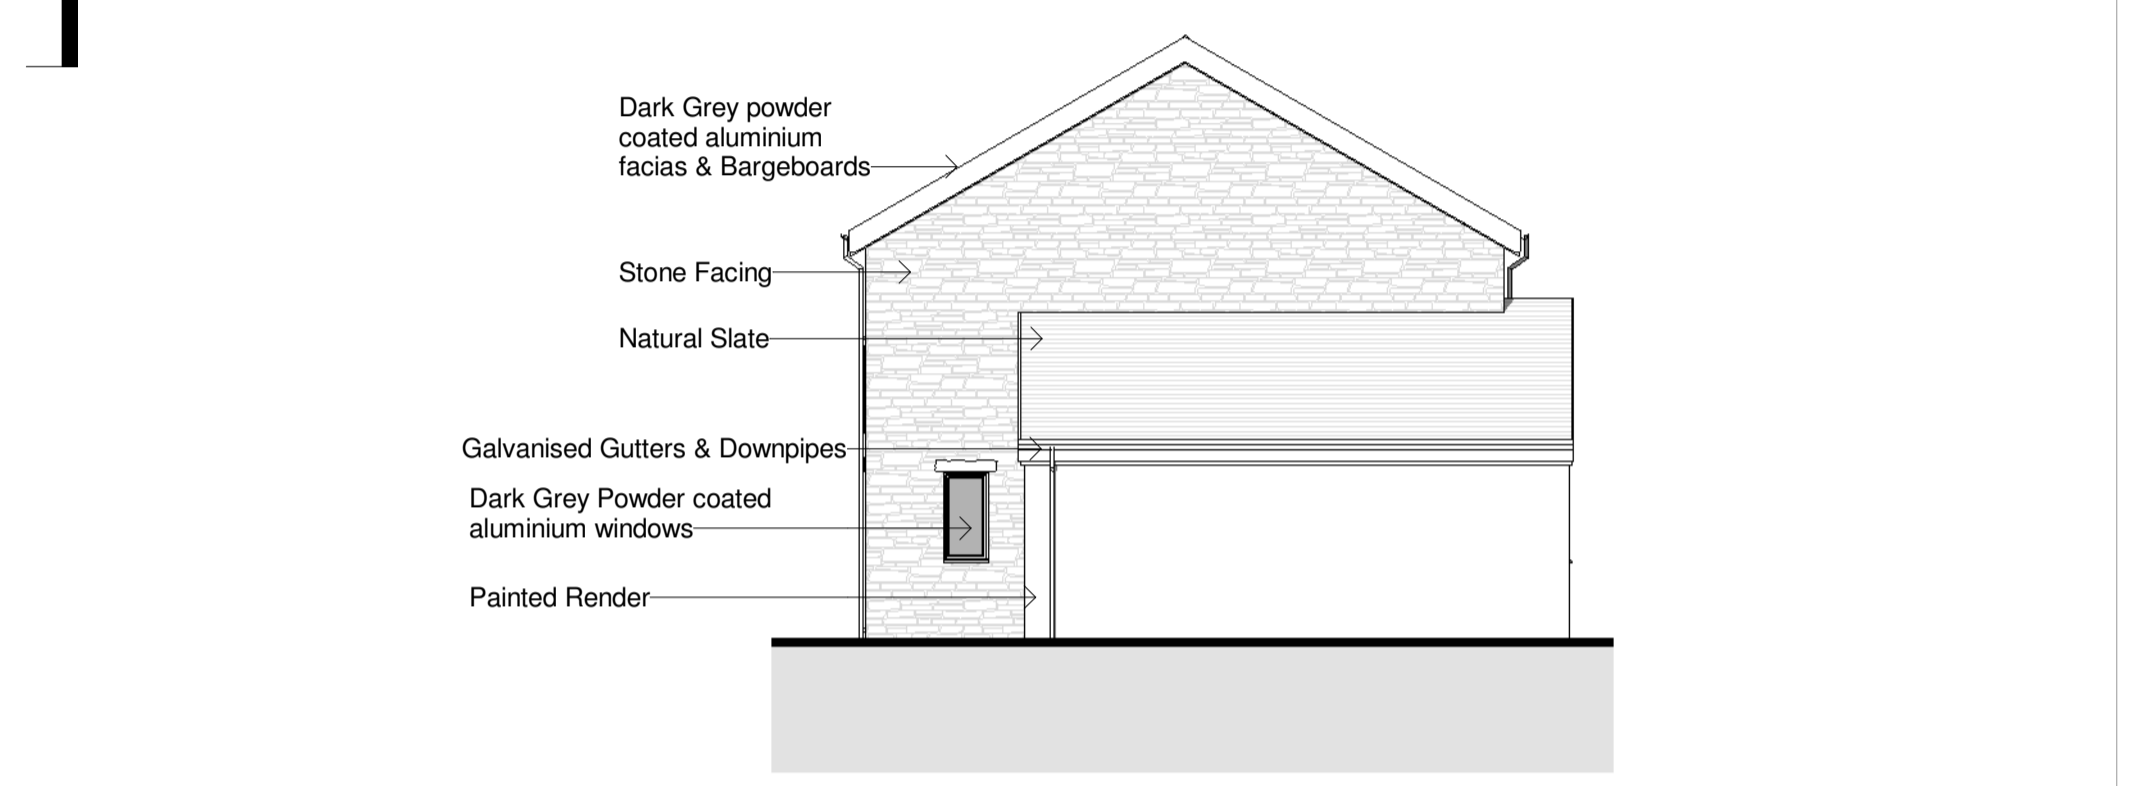 Dark Grey powder
coated aluminium
facias & Bargeboards
Stone Facing
Natural Slate
Galvanised Gutters & Downpipes
Dark Grey Powder coated
aluminium windows
Painted Render